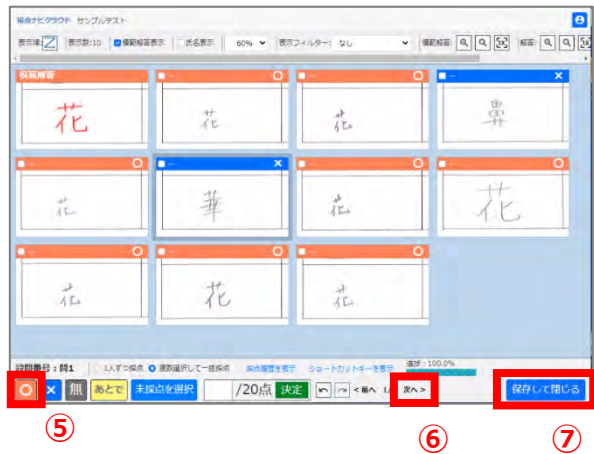 採点ナビクラウド サンプルテスト
表示順: 表示数:10 模範解答表示 氏名表示 60% 表示フィルター: なし 模範解答: 解答:
模範解答 - ○ - ○ - ×
花 花 花 鼻
- ○ - × - ○ - ○
花 華 花 花
- ○ - ○ - ○
花 花 花
設問番号:問1 1人ずつ採点 複数選択して一括採点 採点履歴を表示 ショートカットキーを表示 進捗:100.0%
○ × 無 あとで 未採点を選択 /20点 決定 <前へ 1/ 次へ> 保存して閉じる
⑤ ⑥ ⑦